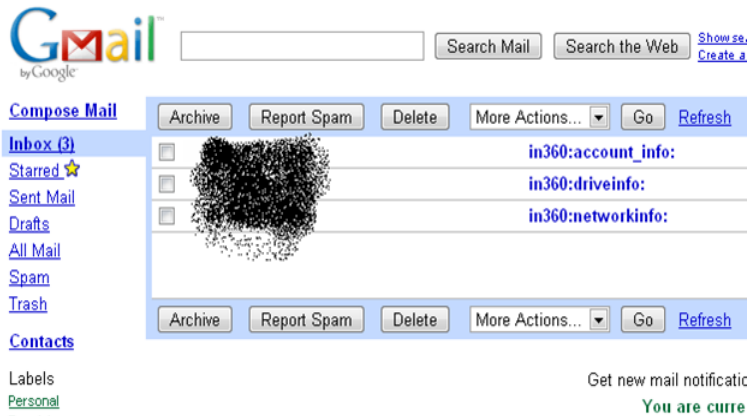 Gmail™
by Google
Search Mail Search the Web
Show se
Create a
Compose Mail
Archive Report Spam Delete More Actions... Go Refresh
Inbox (3)
in360:account_info:
Starred
in360:driveinfo:
Sent Mail
in360:networkinfo:
Drafts
All Mail
Spam
Trash
Archive Report Spam Delete More Actions... Go Refresh
Contacts
Labels
Get new mail notificatio
Personal
You are curre